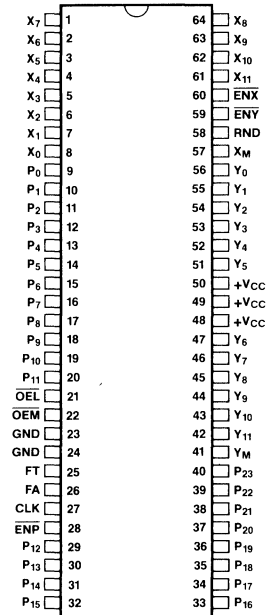 X7 1 64 X8
X6 2 63 X9
X5 3 62 X10
X4 4 61 X11
X3 5 60 ENX
X2 6 59 ENY
X1 7 58 RND
X0 8 57 XM
P0 9 56 Y0
P1 10 55 Y1
P2 11 54 Y2
P3 12 53 Y3
P4 13 52 Y4
P5 14 51 Y5
P6 15 50 +VCC
P7 16 49 +VCC
P8 17 48 +VCC
P9 18 47 Y6
P10 19 46 Y7
P11 20 45 Y8
OEL 21 44 Y9
OEM 22 43 Y10
GND 23 42 Y11
GND 24 41 YM
FT 25 40 P23
FA 26 39 P22
CLK 27 38 P21
ENP 28 37 P20
P12 29 36 P19
P13 30 35 P18
P14 31 34 P17
P15 32 33 P16